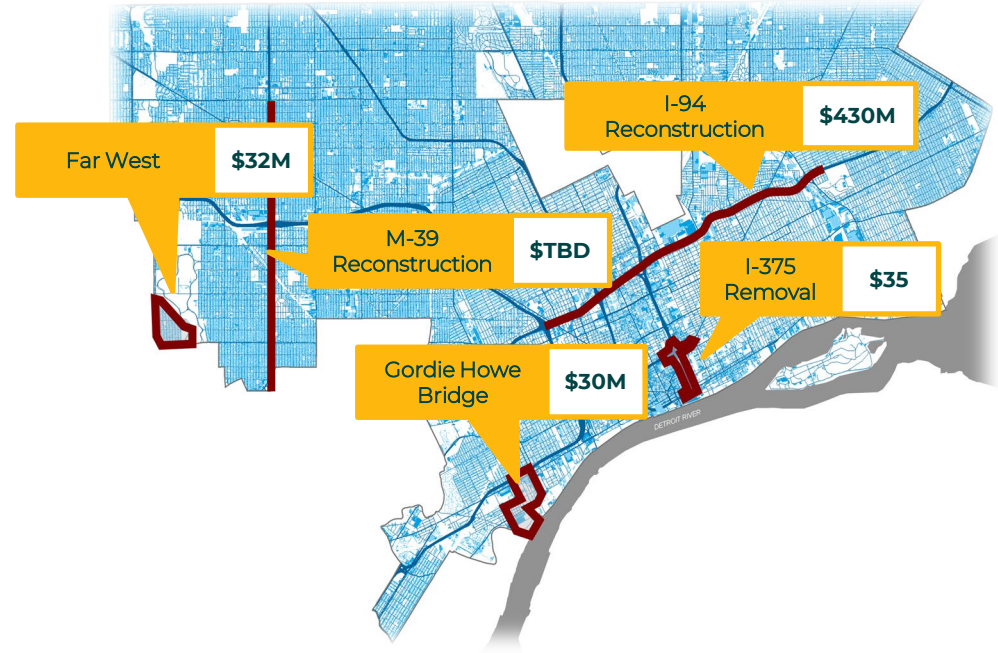 I-94
Reconstruction
$430M
Far West
$32M
M-39
Reconstruction
$TBD
I-375
Removal
$35
Gordie Howe
Bridge
$30M
DETROIT RIVER